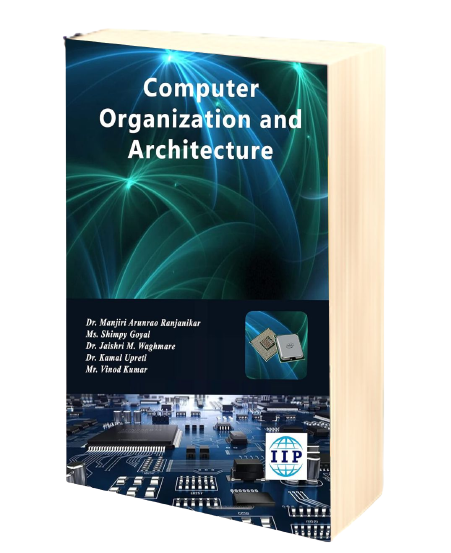 Computer
Organization and
Architecture
Dr. Manjiri Arunrao Ranjanikar
Ms. Shimpy Goyal
Dr. Jaishri M. Waghmare
Dr. Kamal Upreti
Mr. Vinod Kumar
IIP